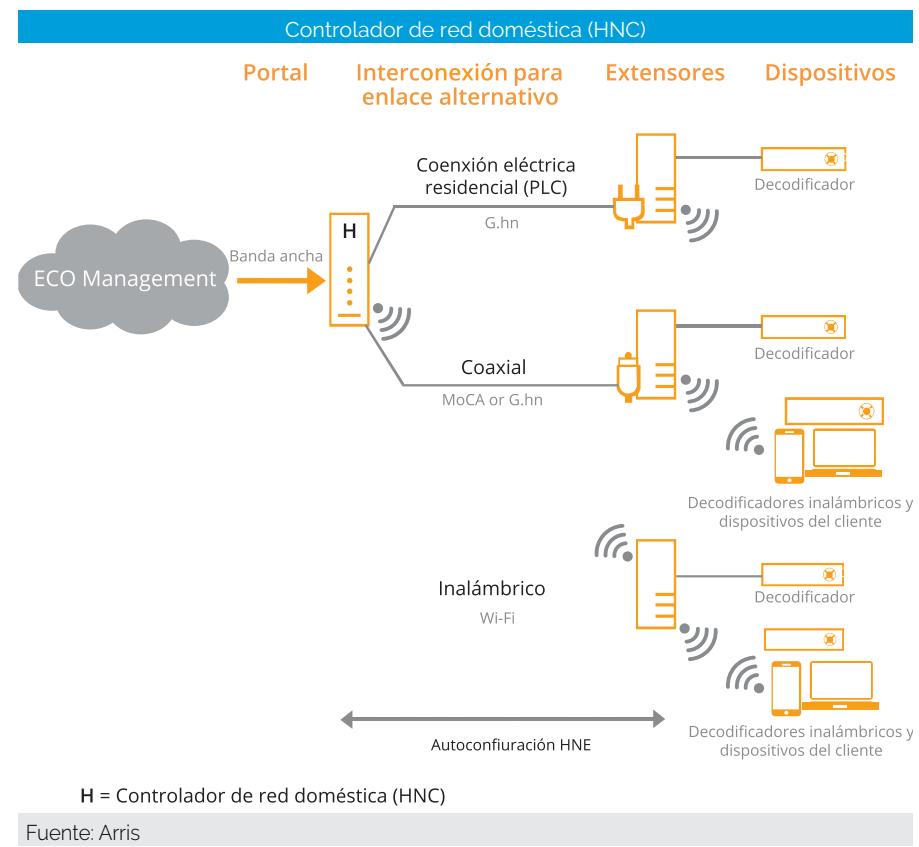 Controlador de red doméstica (HNC)
Portal
Interconexión para
enlace alternativo
Extensores
Dispositivos
Coenxión eléctrica
residencial (PLC)
G.hn
Decodificador
H
Banda ancha
ECO Management
Decodificador
Coaxial
MoCA or G.hn
Decodificadores inalámbricos y
dispositivos del cliente
Inalámbrico
Wi-Fi
Decodificador
Decodificadores inalámbricos y
dispositivos del cliente
Autoconfiuración HNE
H = Controlador de red doméstica (HNC)
Fuente: Arris